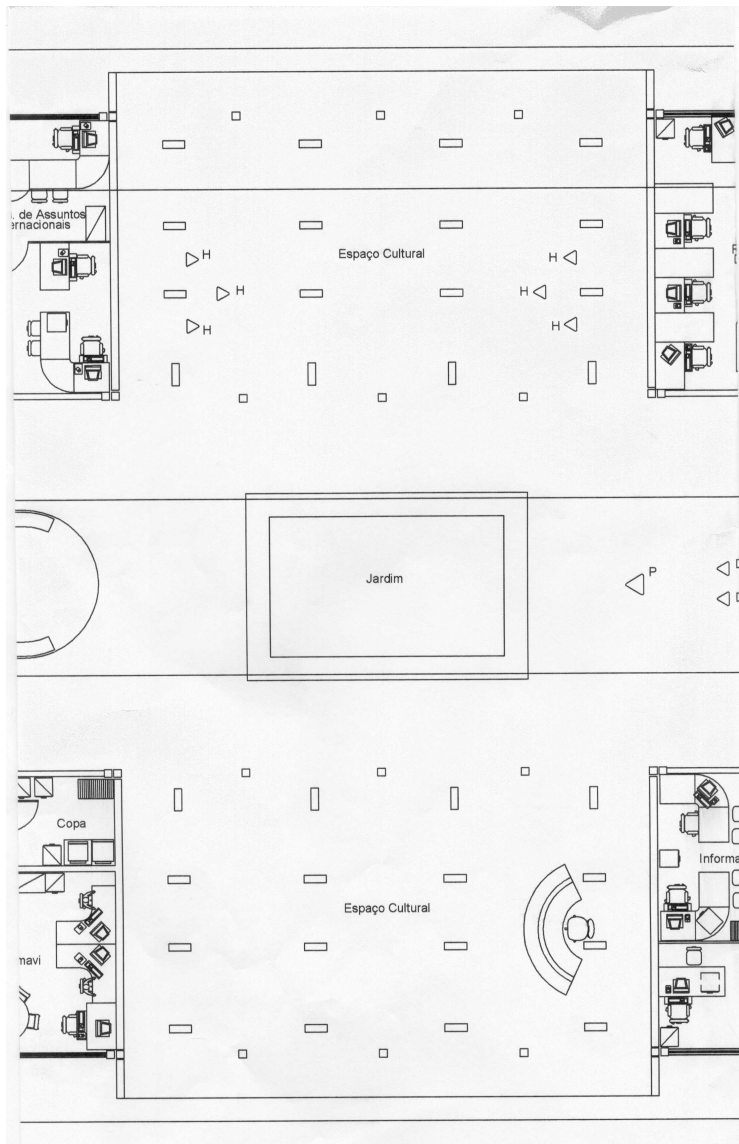 . de Assuntos
ernacionais
Espaço Cultural
H
H
H
H
H
H
Jardim
P
Copa
Informa
Espaço Cultural
mavi